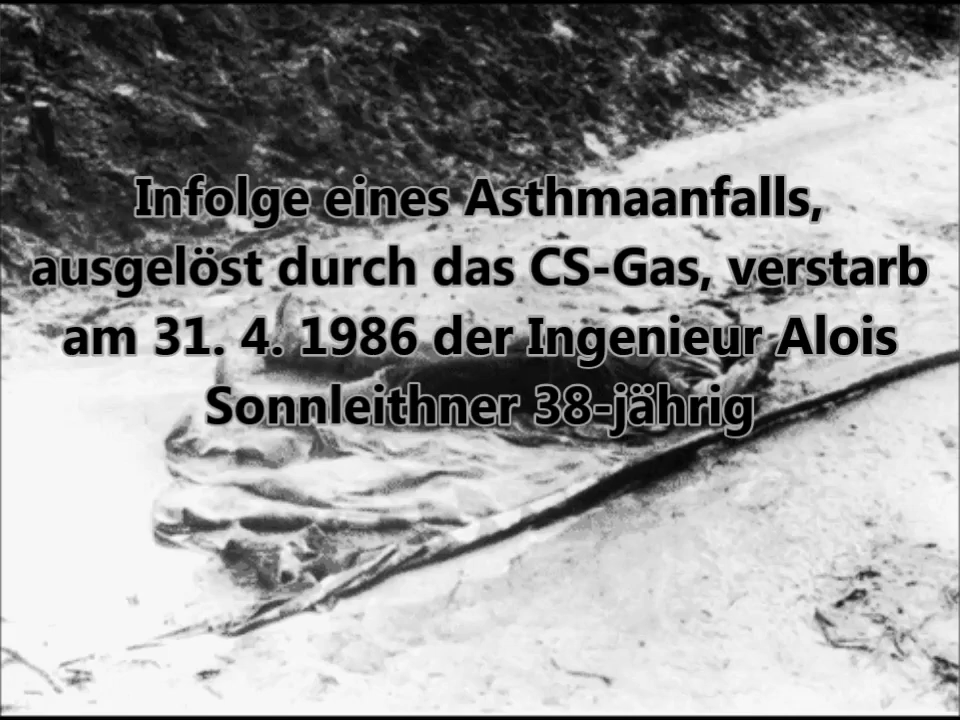 Infolge eines Asthmaanfalls,
ausgelöst durch das CS-Gas, verstarb
am 31. 4. 1986 der Ingenieur Alois
Sonnleithner 38-jährig